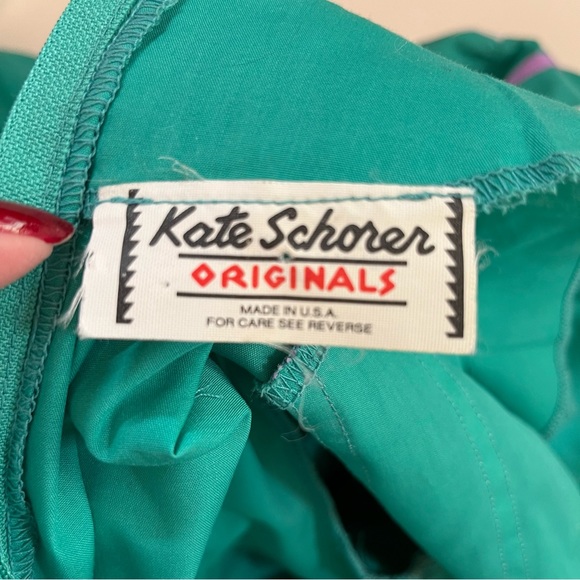 Kate Schorer
ORIGINALS
MADE IN U.S.A.
FOR CARE SEE REVERSE